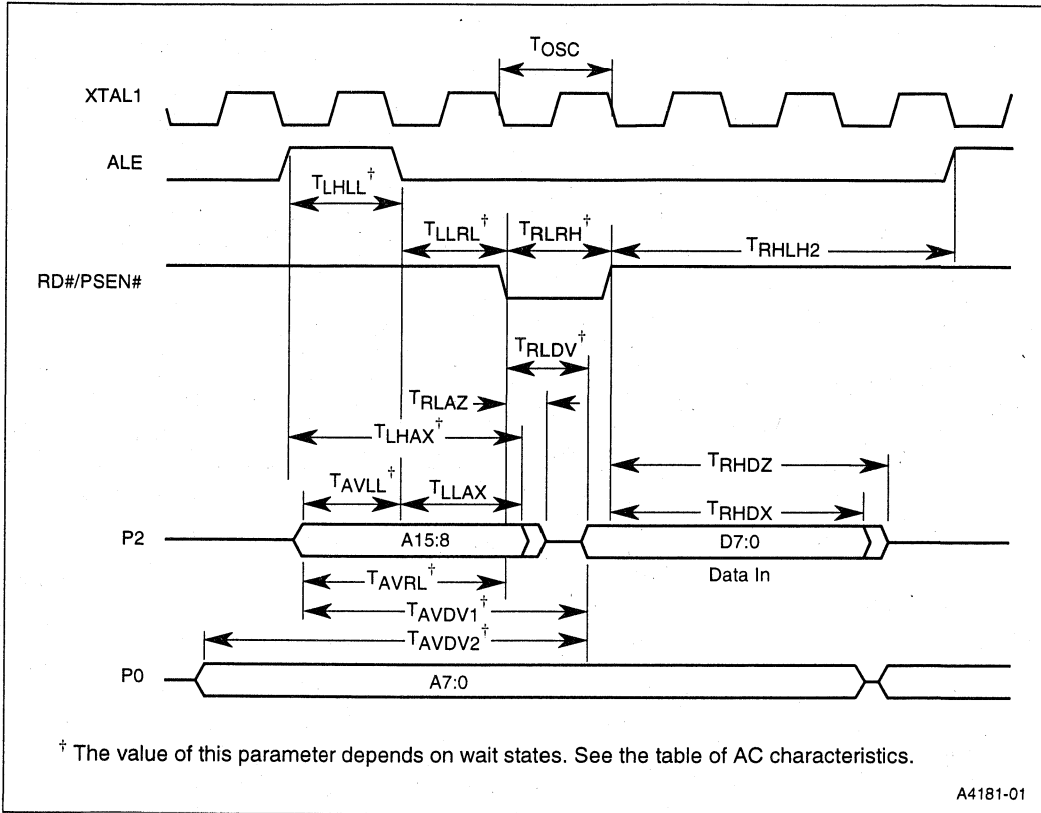 TOSC
XTAL1
ALE
TLHLL†
TLLRL† TRLRH† TRHLH2
RD#/PSEN#
TRLDV†
TRLAZ
TLHAX†
TRHDZ
TAVLL† TLLAX
TRHDX
P2 A15:8 D7:0
Data In
TAVRL†
TAVDV1†
TAVDV2†
P0 A7:0
† The value of this parameter depends on wait states. See the table of AC characteristics.
A4181-01